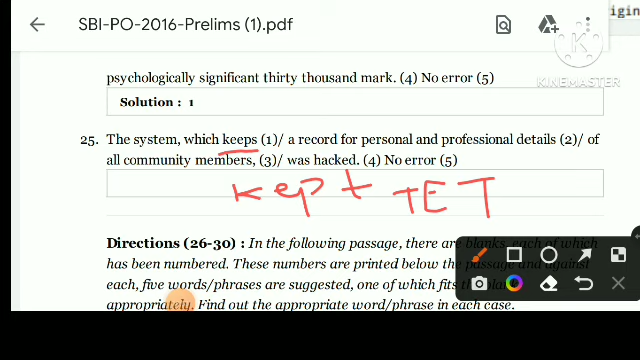 SBI-PO-2016-Prelims (1).pdf
igin
KINEMASTER
psychologically significant thirty thousand mark. (4) No error (5)
Solution : 1
25. The system, which keeps (1)/ a record for personal and professional details (2)/ of
all community members, (3)/ was hacked. (4) No error (5)
kept TET
Directions (26-30) : In the following passage, there are blanks, each of which
has been numbered. These numbers are printed below the passage and against
each, five words/phrases are suggested, one of which fits the
appropriately. Find out the appropriate word/phrase in each case.